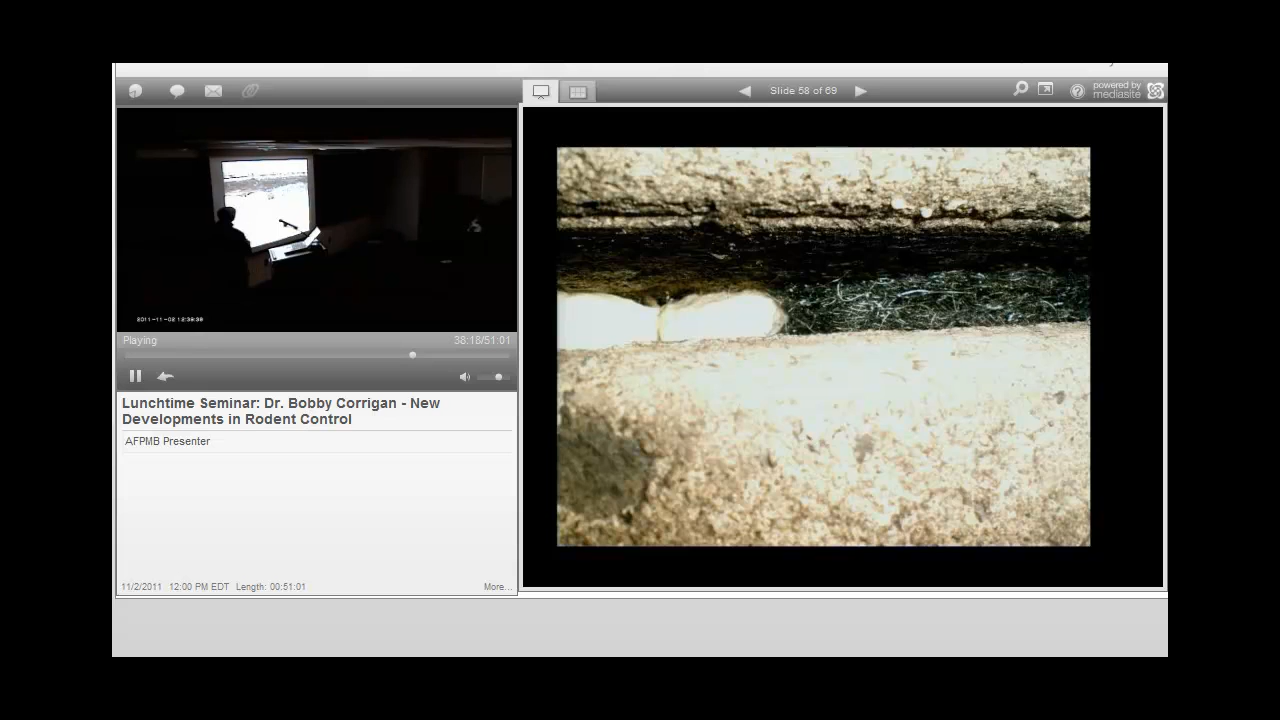 Slide 58 of 69
powered by
mediasite
2011-11-02 12:39:39
Playing
38:18/51:01
Lunchtime Seminar: Dr. Bobby Corrigan - New
Developments in Rodent Control
AFPMB Presenter
11/2/2011 12:00 PM EDT Length: 00:51:01
More...